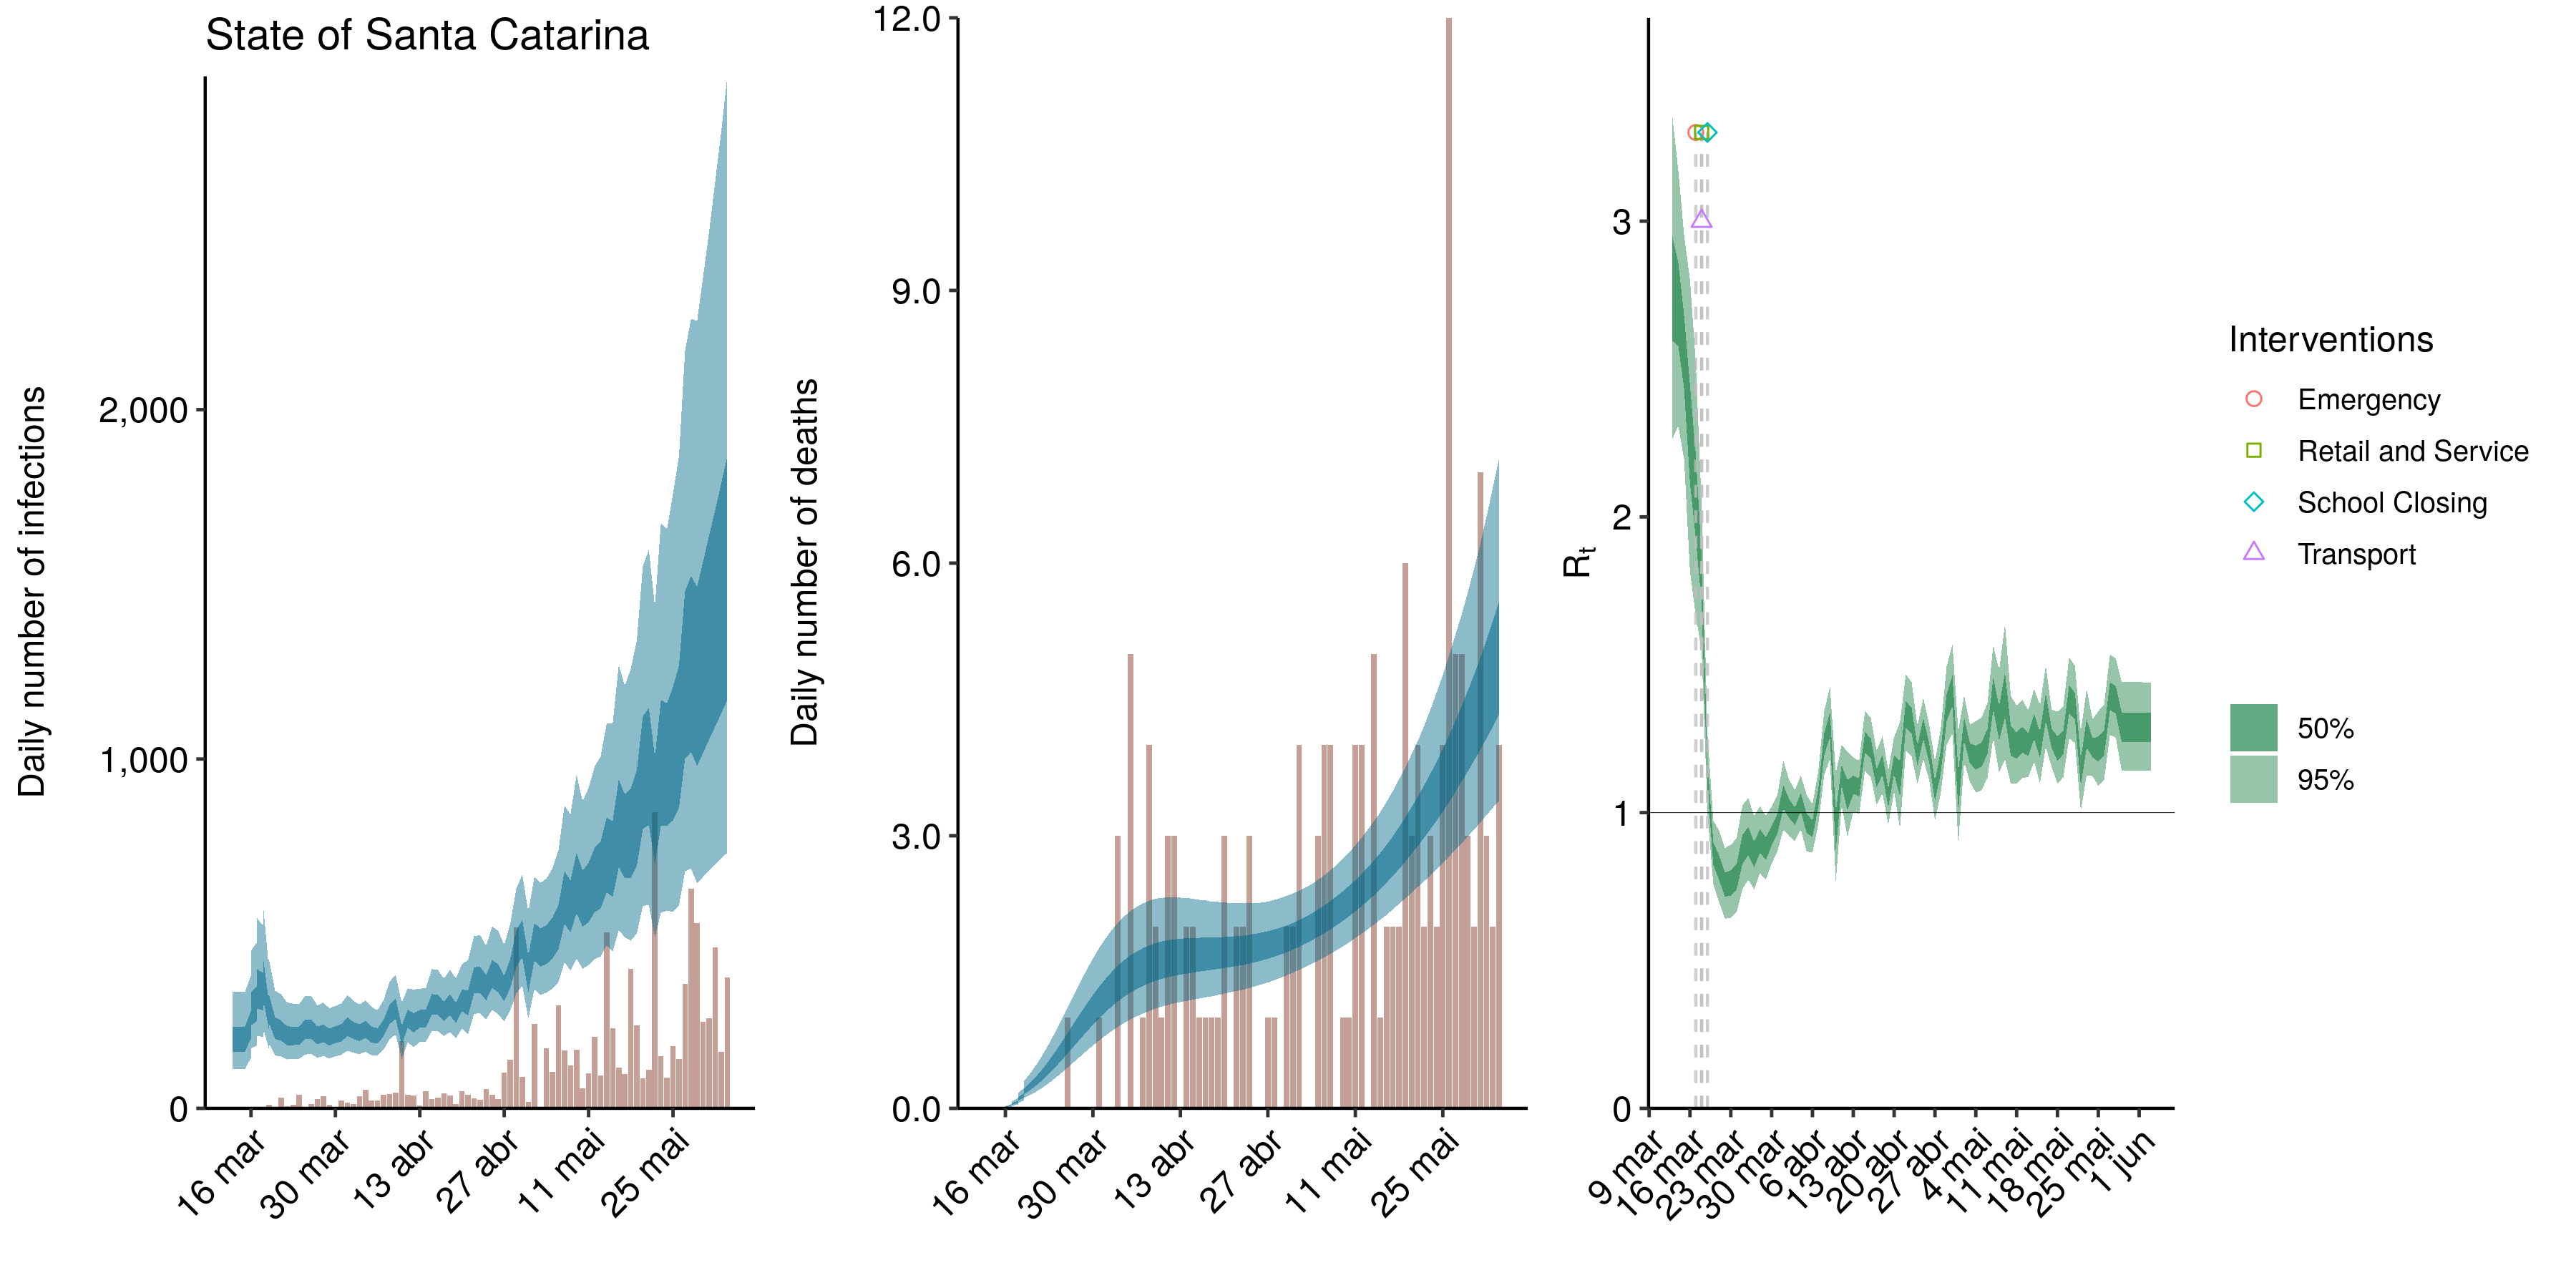 State of Santa Catarina
Daily number of infections
2,000
1,000
0
16 mar
30 mar
13 abr
27 abr
11 mai
25 mai
Daily number of deaths
12.0
9.0
6.0
3.0
0.0
16 mar
30 mar
13 abr
27 abr
11 mai
25 mai
Rt
3
2
1
0
9 mar
16 mar
23 mar
30 mar
6 abr
13 abr
20 abr
27 abr
4 mai
11 mai
18 mai
25 mai
1 jun
Interventions
Emergency
Retail and Service
School Closing
Transport
50%
95%